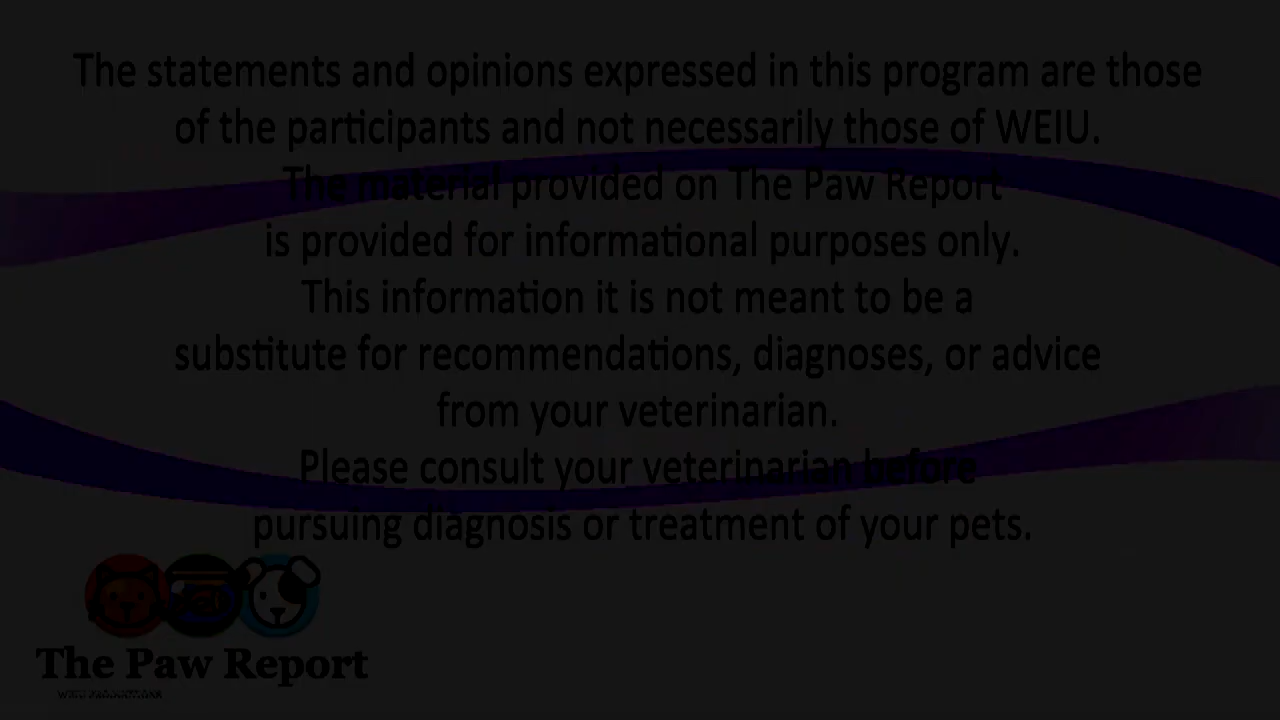 The statements and opinions expressed in this program are those
of the participants and not necessarily those of WEIU.
The material provided on The Paw Report
is provided for informational purposes only.
This information it is not meant to be a
substitute for recommendations, diagnoses, or advice
from your veterinarian.
Please consult your veterinarian before
pursuing diagnosis or treatment of your pets.
The Paw Report
WEIU PRODUCTIONS